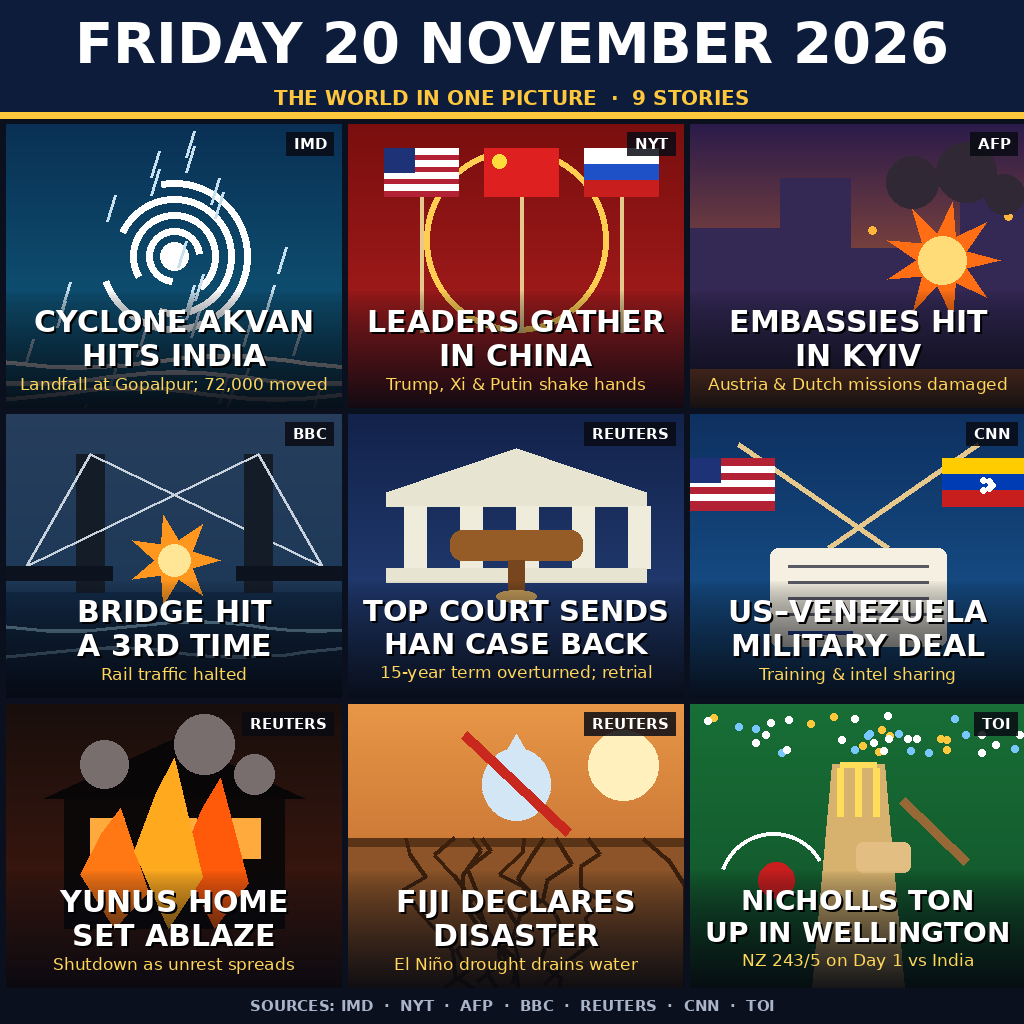 FRIDAY 20 NOVEMBER 2026
THE WORLD IN ONE PICTURE · 9 STORIES
IMD
CYCLONE AKVAN
HITS INDIA
Landfall at Gopalpur; 72,000 moved
NYT
LEADERS GATHER
IN CHINA
Trump, Xi & Putin shake hands
AFP
EMBASSIES HIT
IN KYIV
Austria & Dutch missions damaged
BBC
BRIDGE HIT
A 3RD TIME
Rail traffic halted
REUTERS
TOP COURT SENDS
HAN CASE BACK
15-year term overturned; retrial
CNN
US–VENEZUELA
MILITARY DEAL
Training & intel sharing
REUTERS
YUNUS HOME
SET ABLAZE
Shutdown as unrest spreads
REUTERS
FIJI DECLARES
DISASTER
El Niño drought drains water
TOI
NICHOLLS TON
UP IN WELLINGTON
NZ 243/5 on Day 1 vs India
SOURCES: IMD · NYT · AFP · BBC · REUTERS · CNN · TOI